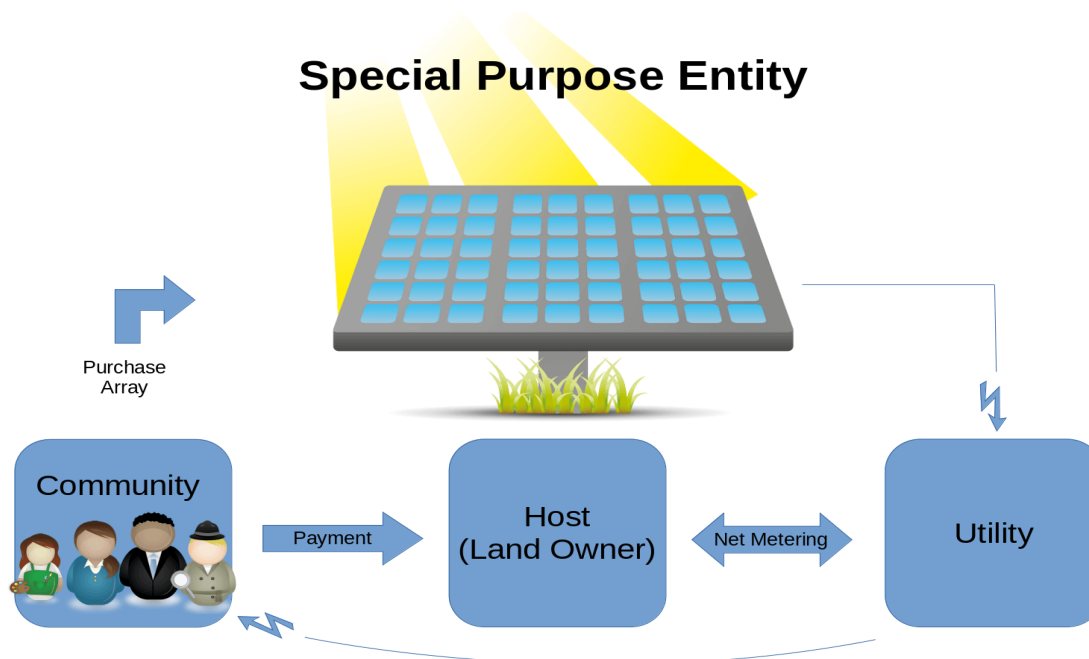 Special Purpose Entity
Purchase
Array
Community
Payment
Host
(Land Owner)
Net Metering
Utility